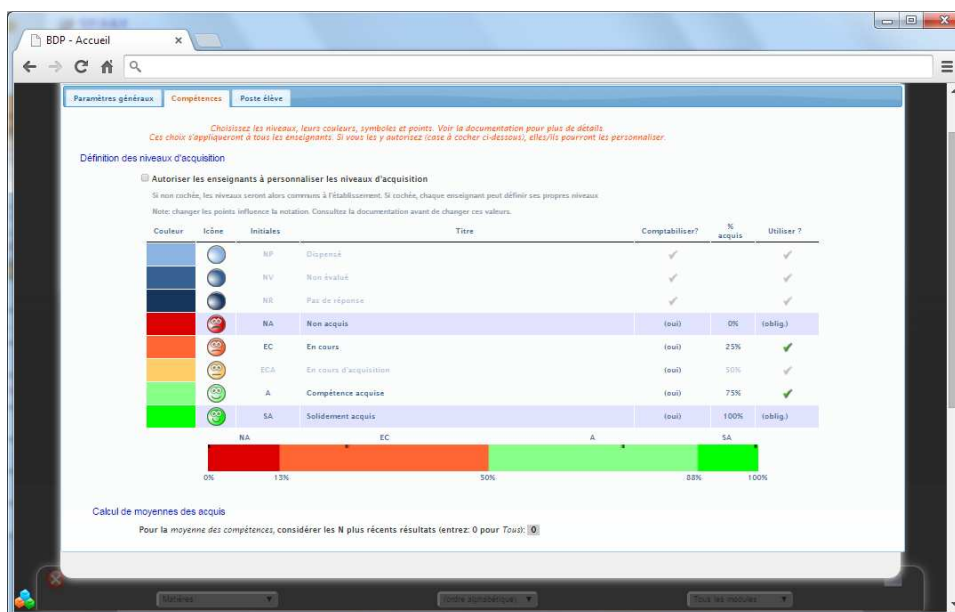 BDP - Accueil
Paramètres généraux Compétences Poste élève
Choisissez les niveaux, leurs couleurs, symboles et points. Voir la documentation pour plus de détails
Ces choix s'appliqueront à tous les enseignants. Si vous les y autorisez (case à cocher ci-dessous), elles/ils pourront les personnaliser.
Définition des niveaux d'acquisition
Autoriser les enseignants à personnaliser les niveaux d'acquisition
Si non cochée, les niveaux seront alors communs à l'établissement. Si cochée, chaque enseignant peut définir ses propres niveaux
Note: changer les points influence la notation. Consultez la documentation avant de changer ces valeurs.
Couleur Icône Initiales Titre Comptabiliser? % acquis Utiliser ?
NP Dispensé
NV Non évalué
NR Pas de réponse
NA Non acquis (oui) 0% (oblig.)
EC En cours (oui) 25%
ECA En cours d'acquisition (oui) 50%
A Compétence acquise (oui) 75%
SA Solidement acquis (oui) 100% (oblig.)
NA EC A SA
0% 13% 50% 88% 100%
Calcul de moyennes des acquis
Pour la moyenne des compétences, considérer les N plus récents résultats (entrez: 0 pour Tous): 0
Matières (ordre alphabétique) Tous les modules